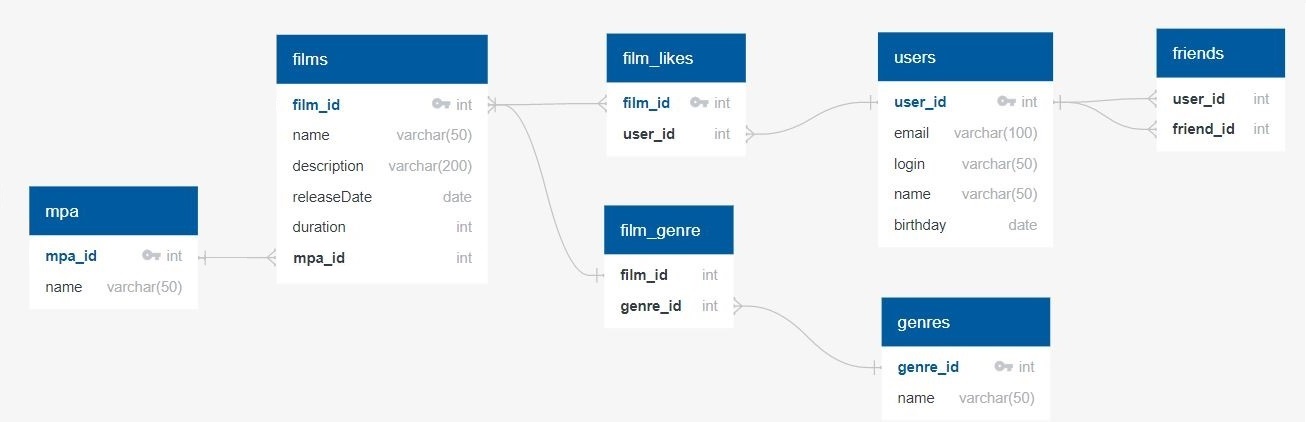 films
film_id int
name varchar(50)
description varchar(200)
releaseDate date
duration int
mpa_id int
film_likes
film_id int
user_id int
users
user_id int
email varchar(100)
login varchar(50)
name varchar(50)
birthday date
friends
user_id int
friend_id int
mpa
mpa_id int
name varchar(50)
film_genre
film_id int
genre_id int
genres
genre_id int
name varchar(50)